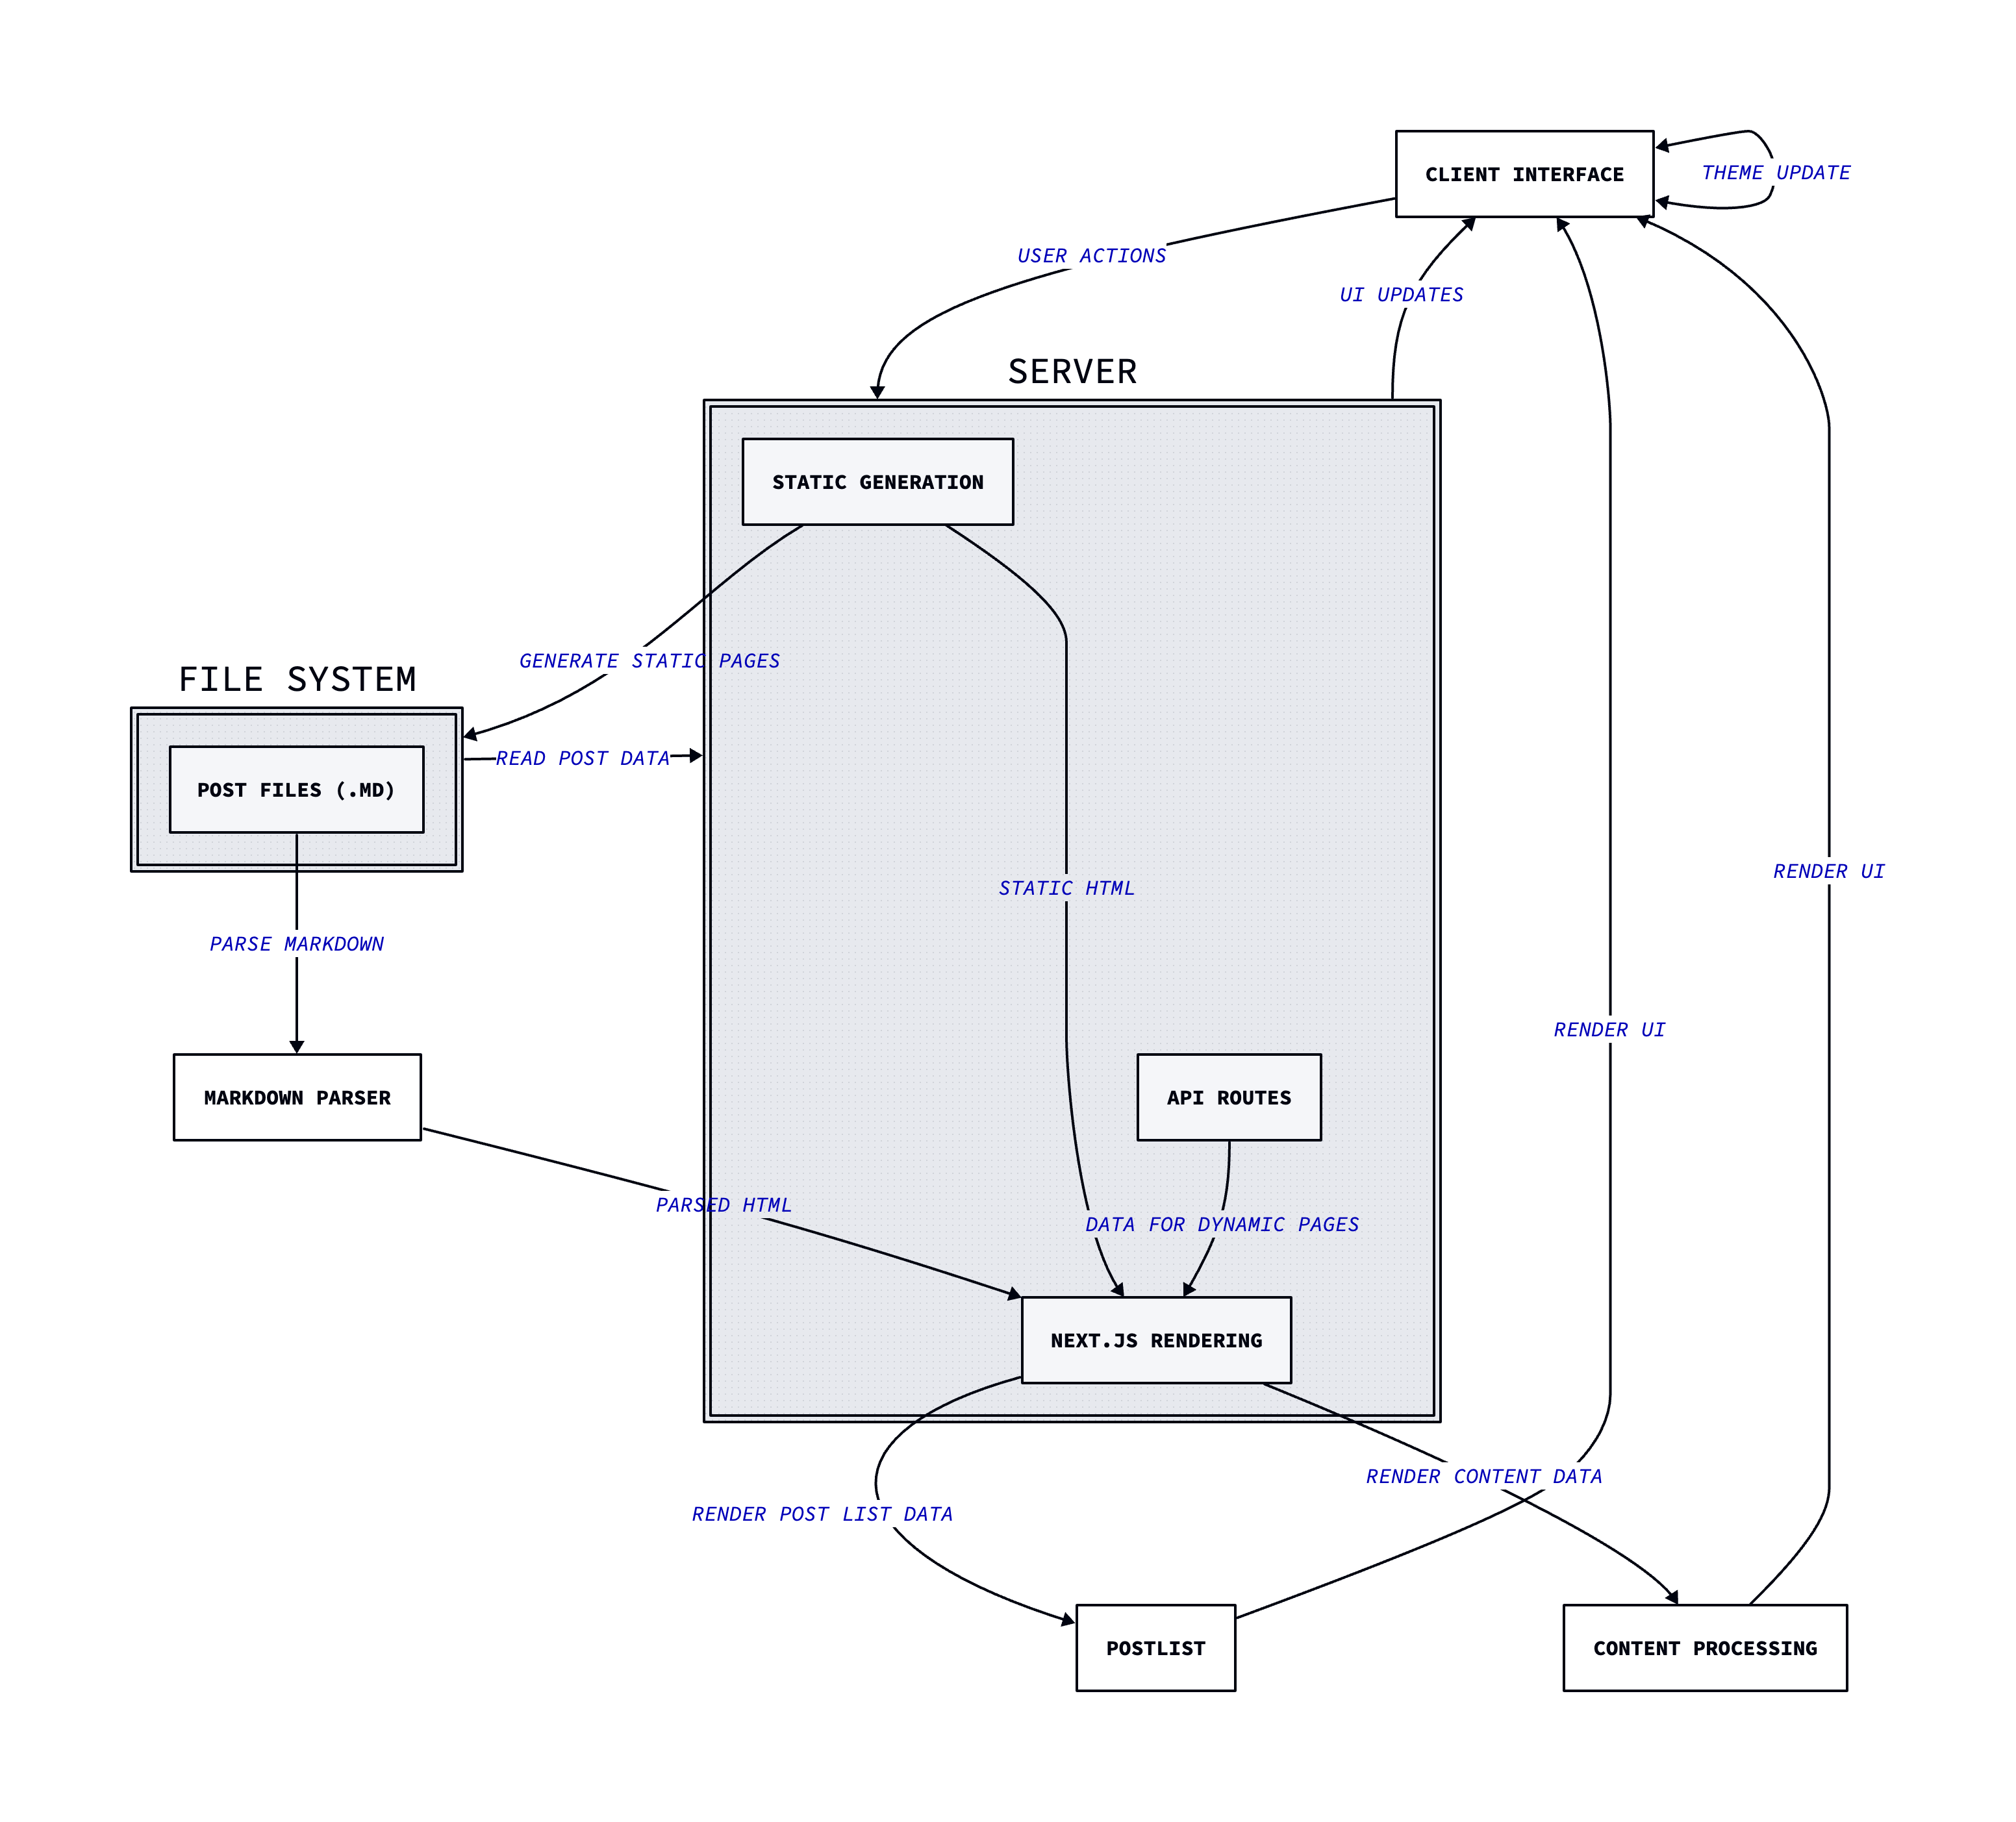 CLIENT INTERFACE
THEME UPDATE
USER ACTIONS
UI UPDATES
SERVER
STATIC GENERATION
GENERATE STATIC PAGES
FILE SYSTEM
READ POST DATA
POST FILES (.MD)
RENDER UI
STATIC HTML
PARSE MARKDOWN
RENDER UI
MARKDOWN PARSER
API ROUTES
PARSED HTML
DATA FOR DYNAMIC PAGES
NEXT.JS RENDERING
RENDER CONTENT DATA
RENDER POST LIST DATA
POSTLIST
CONTENT PROCESSING